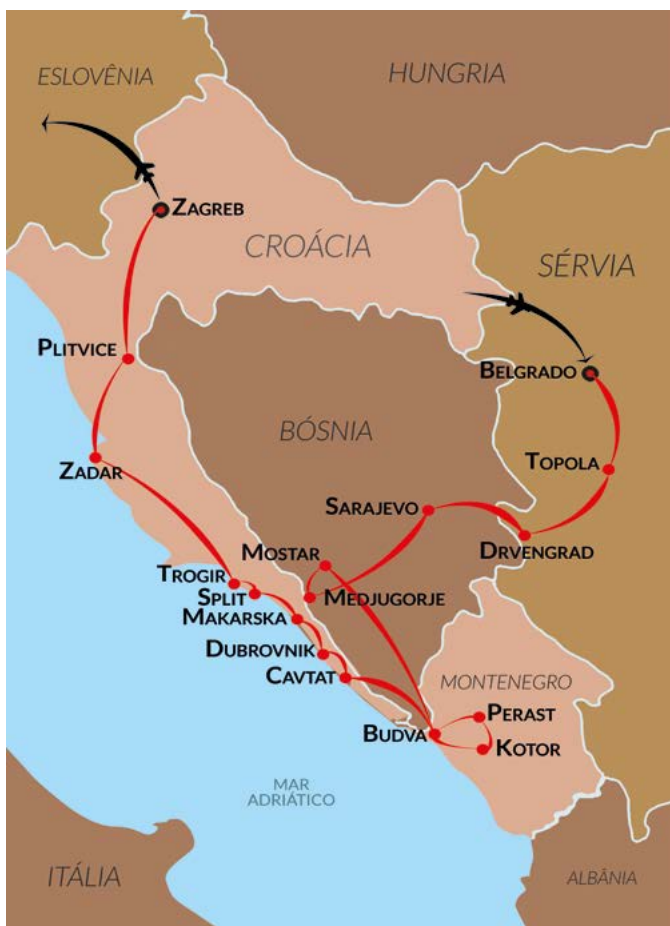 ESLOVÊNIA
HUNGRIA
ZAGREB
CROÁCIA
SÉRVIA
PLITVICE
BELGRADO
BÓSNIA
ZADAR
TOPOLA
SARAJEVO
DRVENGRAD
MOSTAR
TROGIR
MEDJUGORJE
SPLIT
MAKARSKA
DUBROVNIK
CAVTAT
MONTENEGRO
PERAST
BUDVA
KOTOR
MAR
ADRIÁTICO
ITÁLIA
ALBÂNIA